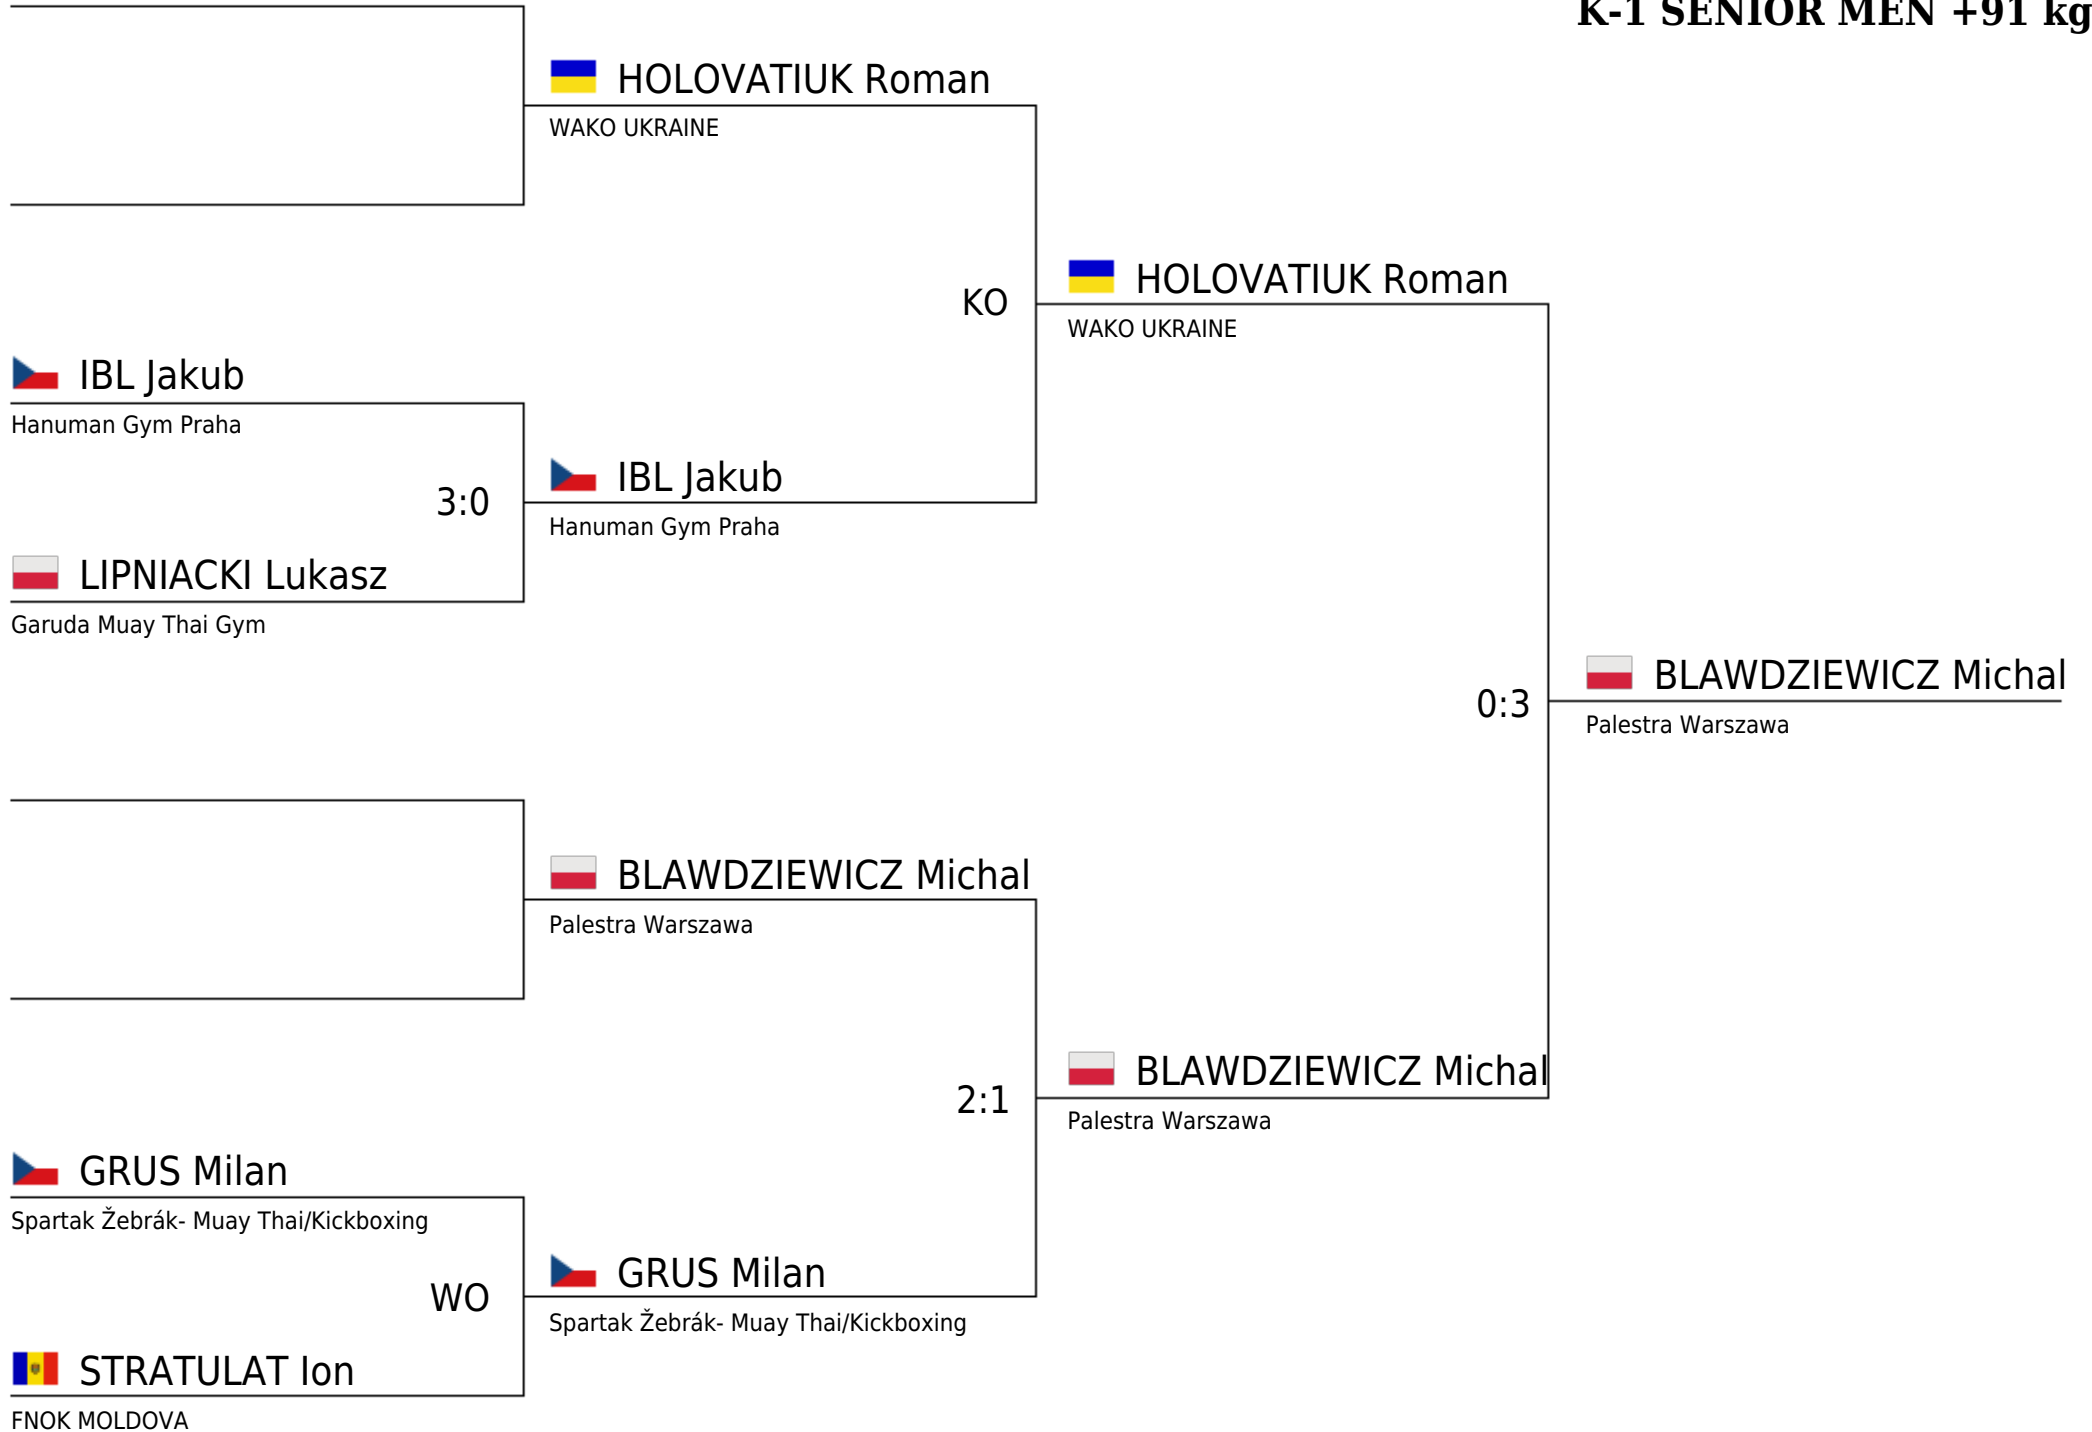 K-1 SENIOR MEN +91 kg
HOLOVATIUK Roman
WAKO UKRAINE
KO
HOLOVATIUK Roman
WAKO UKRAINE
IBL Jakub
Hanuman Gym Praha
3:0
IBL Jakub
Hanuman Gym Praha
LIPNIACKI Lukasz
Garuda Muay Thai Gym
0:3
BLAWDZIEWICZ Michal
Palestra Warszawa
BLAWDZIEWICZ Michal
Palestra Warszawa
2:1
BLAWDZIEWICZ Michal
Palestra Warszawa
GRUS Milan
Spartak Žebrák- Muay Thai/Kickboxing
WO
GRUS Milan
Spartak Žebrák- Muay Thai/Kickboxing
STRATULAT Ion
FNOK MOLDOVA